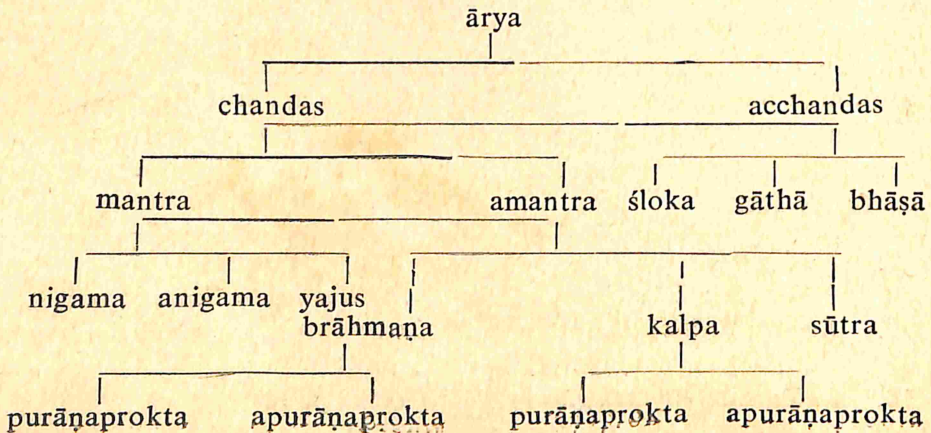 ārya
chandas acchandas
mantra amantra śloka gāthā bhāṣā
nigama anigama yajus
brāhmaṇa kalpa sūtra
purāṇaprokta apurāṇaprokta purāṇaprokta apurāṇaprokta